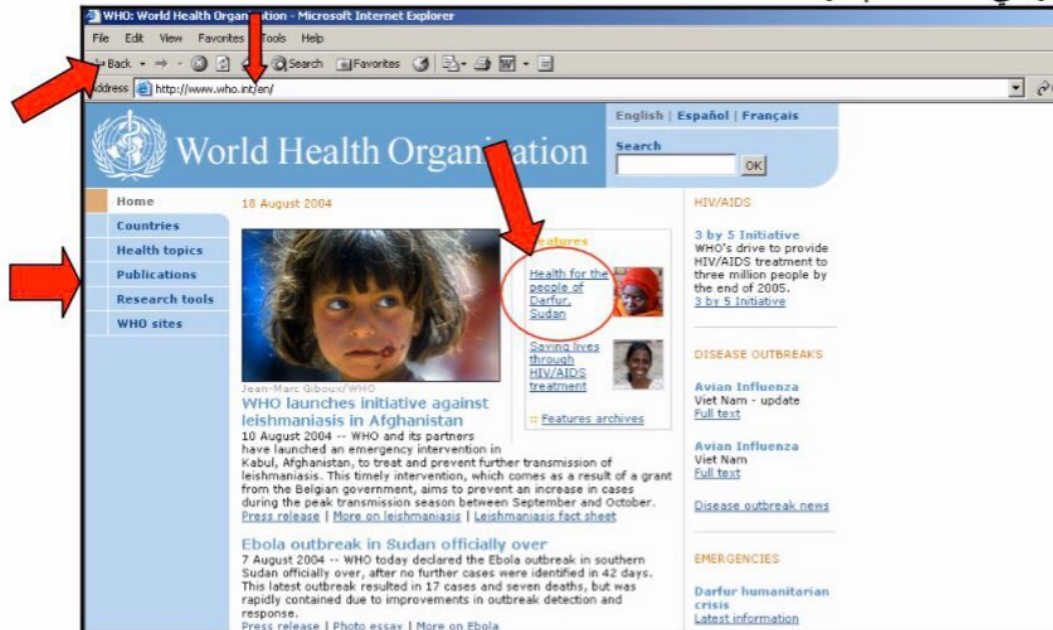 WHO: World Health Organisation - Microsoft Internet Explorer
File Edit View Favorites Tools Help
Back Search Favorites
Address http://www.who.int/en/
English | Español | Français
World Health Organisation
Search
OK
Home
Countries
Health topics
Publications
Research tools
WHO sites
18 August 2004
Jean-Marc Giboux/WHO
WHO launches initiative against
leishmaniasis in Afghanistan
10 August 2004 -- WHO and its partners
have launched an emergency intervention in
Kabul, Afghanistan, to treat and prevent further transmission of
leishmaniasis. This timely intervention, which comes as a result of a grant
from the Belgian government, aims to prevent an increase in cases
during the peak transmission season between September and October.
Press release | More on leishmaniasis | Leishmaniasis fact sheet
Ebola outbreak in Sudan officially over
7 August 2004 -- WHO today declared the Ebola outbreak in southern
Sudan officially over, after no further cases were identified in 42 days.
This latest outbreak resulted in 17 cases and seven deaths, but was
rapidly contained due to improvements in outbreak detection and
response.
Press release | Photo essay | More on Ebola
Features
Health for the
people of
Darfur,
Sudan
Saving lives
through
HIV/AIDS
treatment
:: Features archives
HIV/AIDS
3 by 5 Initiative
WHO's drive to provide
HIV/AIDS treatment to
three million people by
the end of 2005.
3 by 5 Initiative
DISEASE OUTBREAKS
Avian Influenza
Viet Nam - update
Full text
Avian Influenza
Viet Nam
Full text
Disease outbreak news
EMERGENCIES
Darfur humanitarian
crisis
Latest information